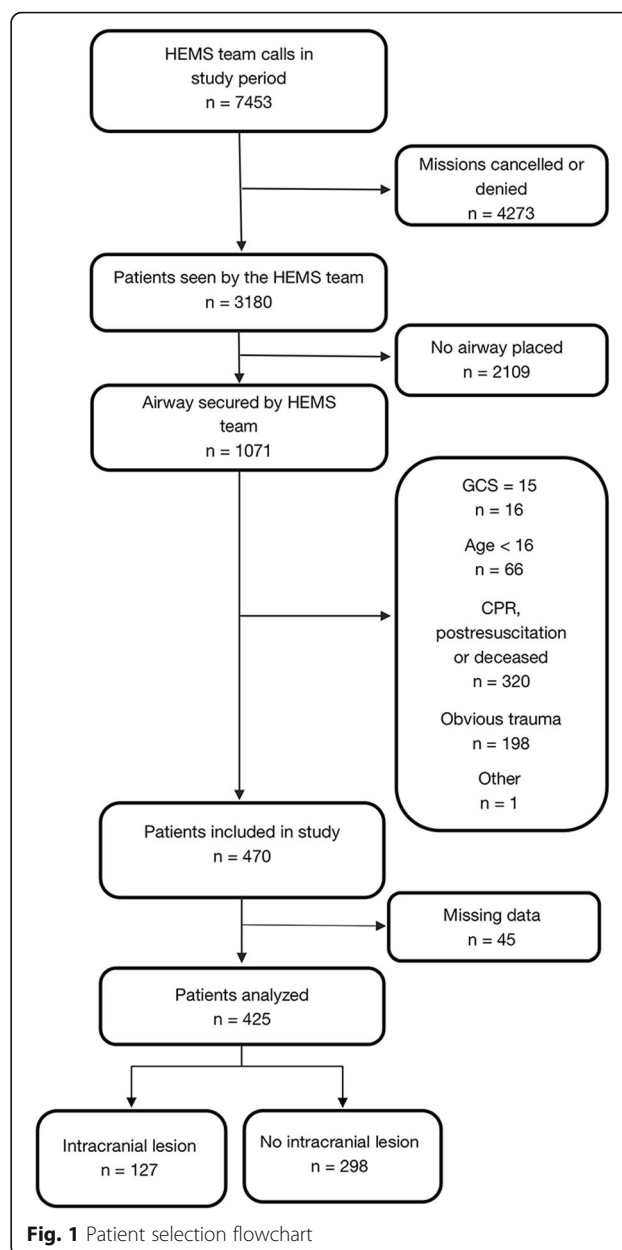 HEMS team calls in
study period
n = 7453
Missions cancelled or
denied
n = 4273
Patients seen by the HEMS team
n = 3180
No airway placed
n = 2109
Airway secured by HEMS
team
n = 1071
GCS = 15
n = 16
Age < 16
n = 66
CPR,
postresuscitation
or deceased
n = 320
Obvious trauma
n = 198
Other
n = 1
Patients included in study
n = 470
Missing data
n = 45
Patients analyzed
n = 425
Intracranial lesion
n = 127
No intracranial lesion
n = 298
Fig. 1 Patient selection flowchart